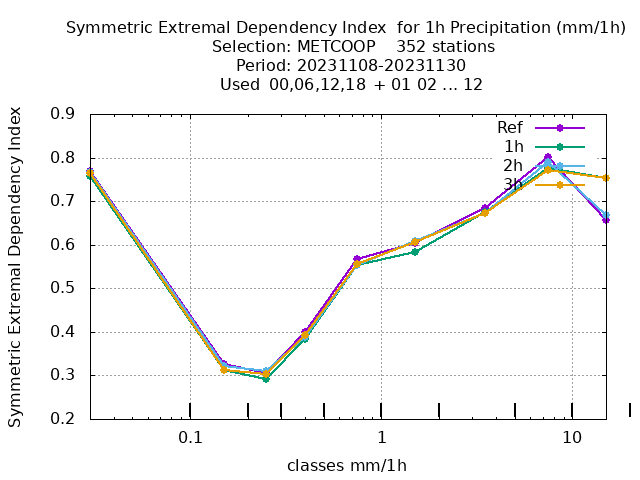 Symmetric Extremal Dependency Index  for 1h Precipitation (mm/1h)
Selection: METCOOP    352 stations
Period: 20231108-20231130
Used  00,06,12,18  + 01 02 ... 12
Symmetric Extremal Dependency Index
0.9
0.8
0.7
0.6
0.5
0.4
0.3
0.2
Ref
1h
2h
3h
0.1
1
10
classes mm/1h